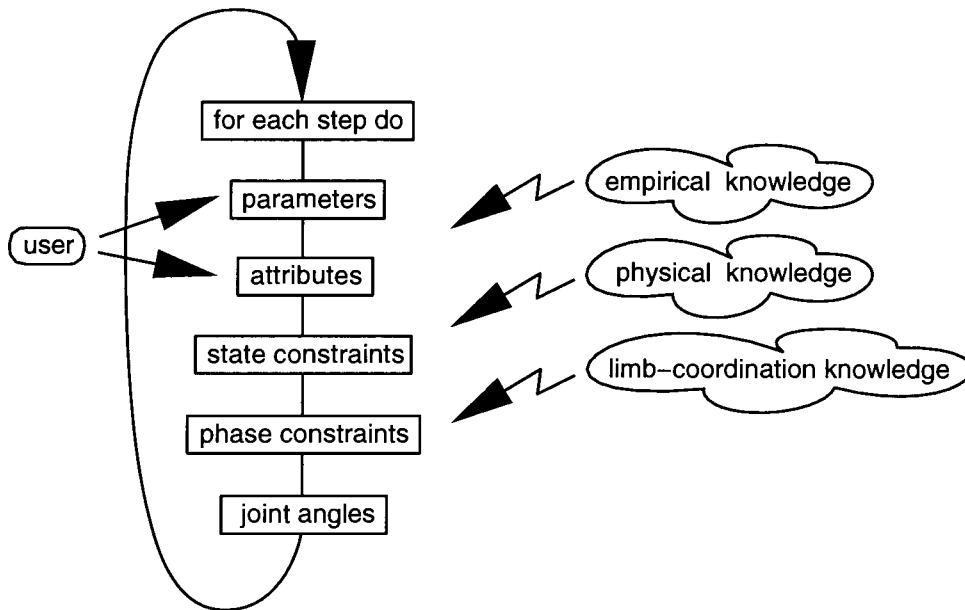 for each step do
parameters
empirical knowledge
user
attributes
physical knowledge
state constraints
limb-coordination knowledge
phase constraints
joint angles